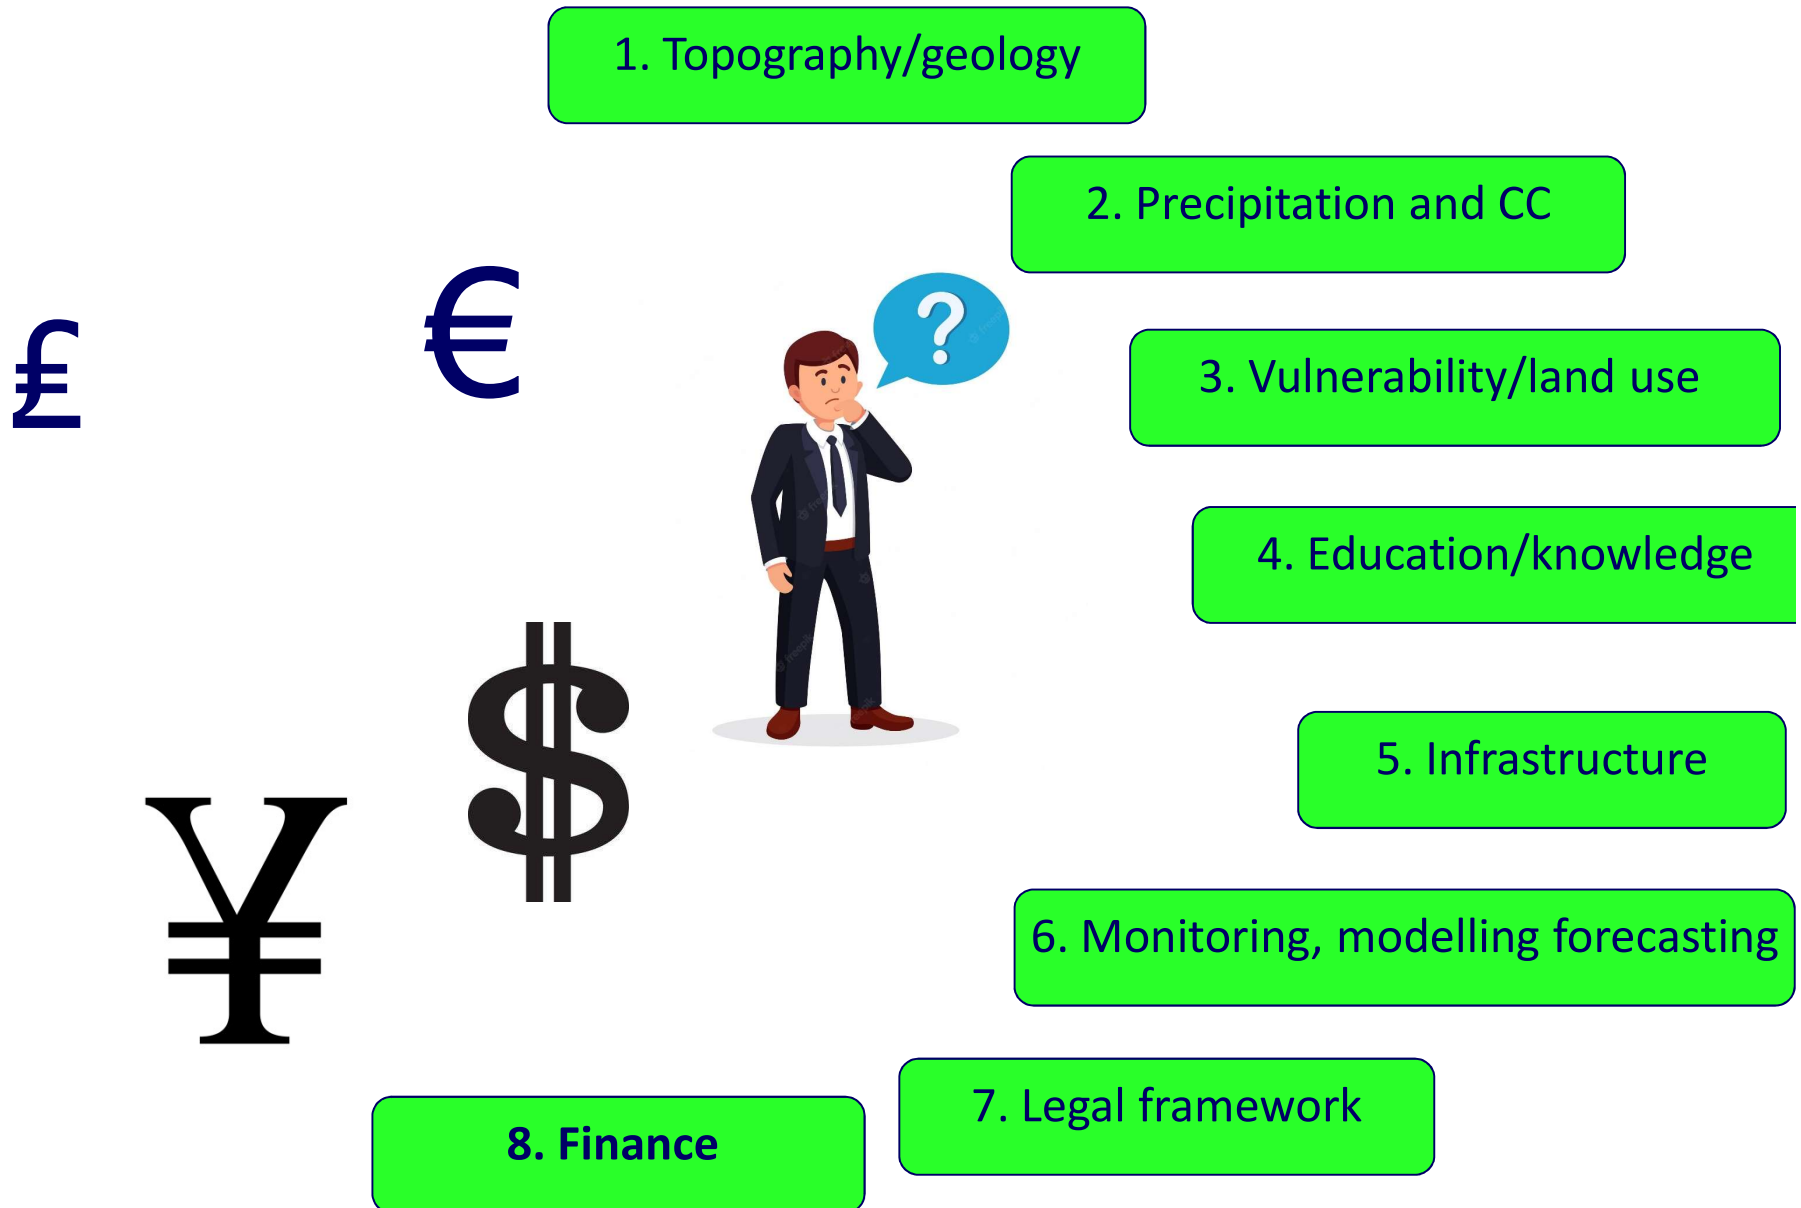 1. Topography/geology
2. Precipitation and CC
€
?
£
3. Vulnerability/land use
4. Education/knowledge
$
5. Infrastructure
¥
6. Monitoring, modelling forecasting
7. Legal framework
8. Finance